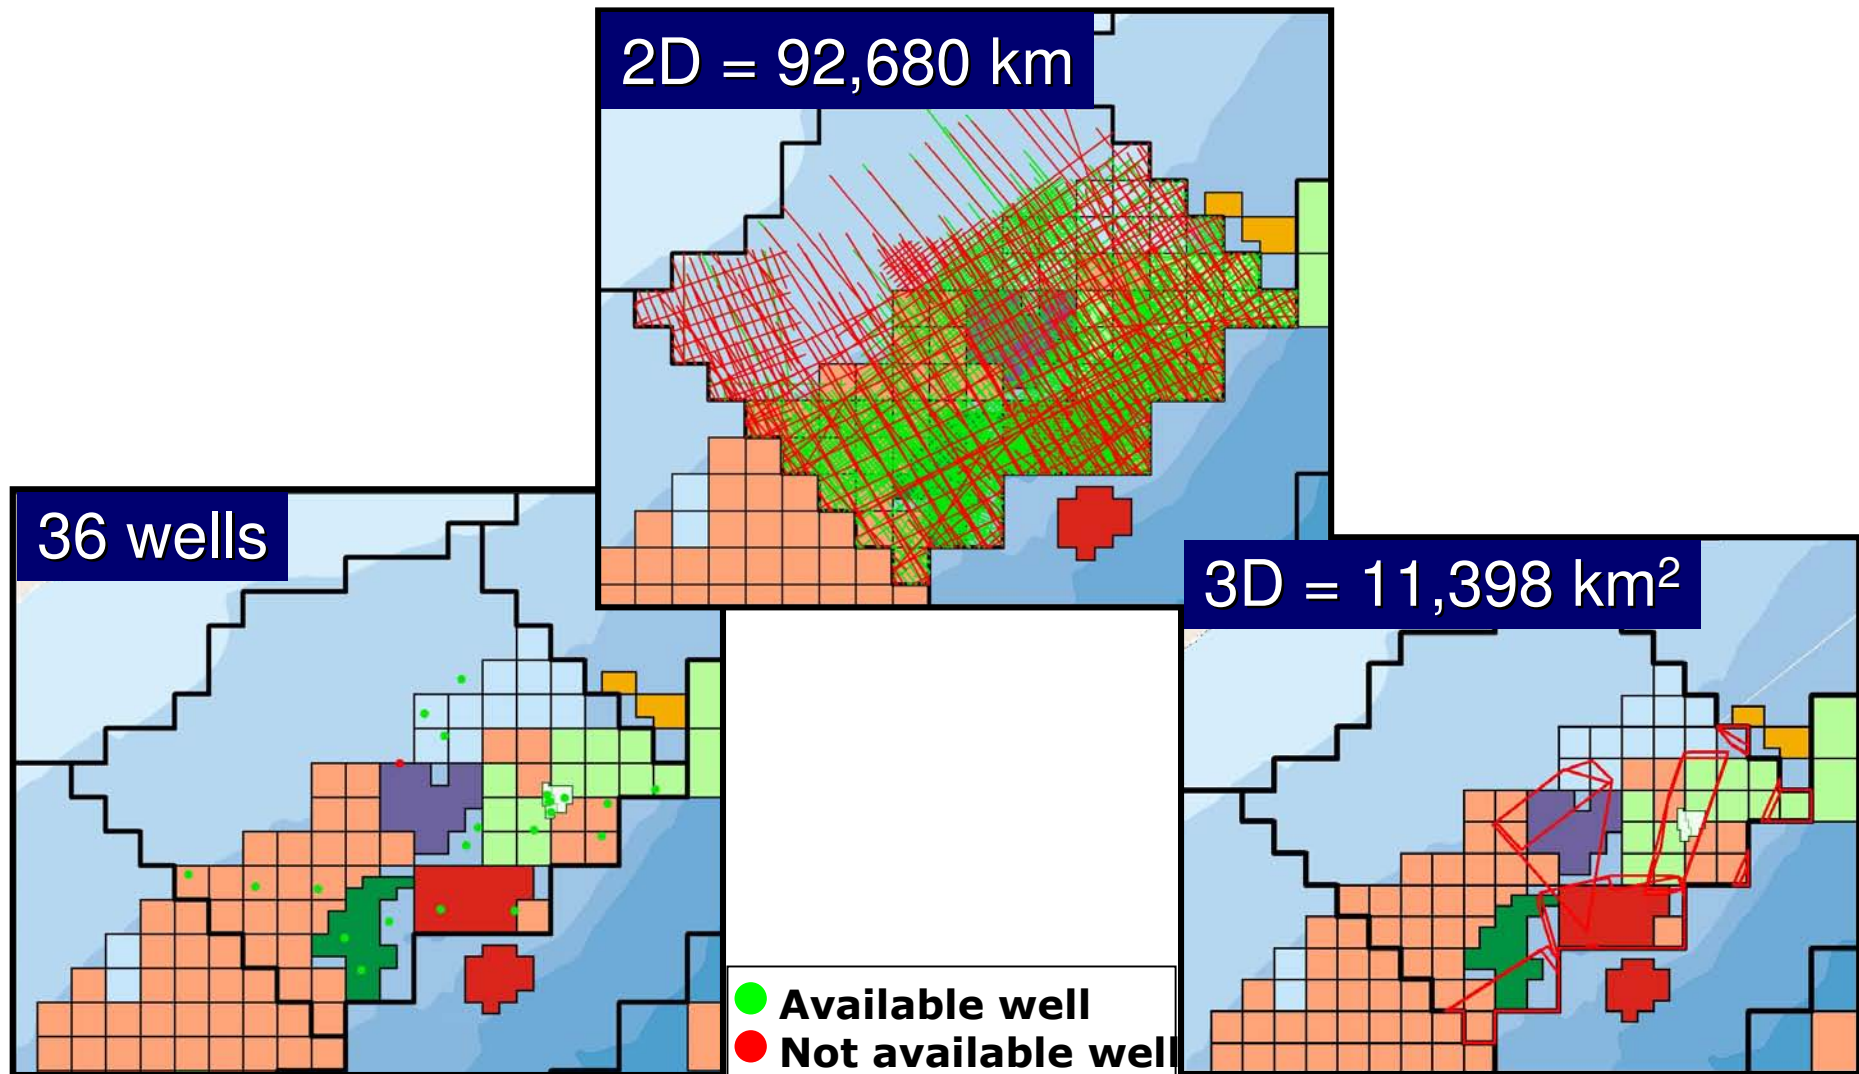 2D = 92,680 km
36 wells
3D = 11,398 km²
Available well
Not available well